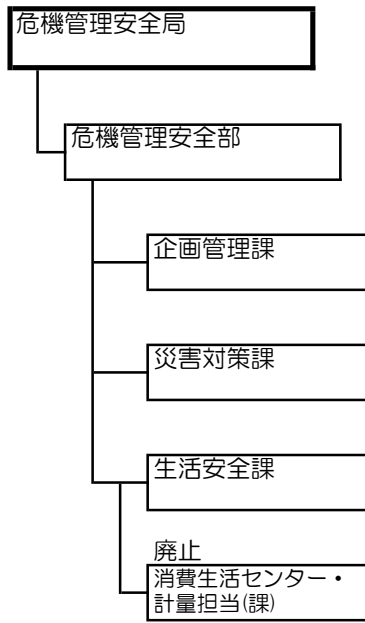 危機管理安全局
危機管理安全部
企画管理課
災害対策課
生活安全課
廃止
消費生活センター・
計量担当(課)